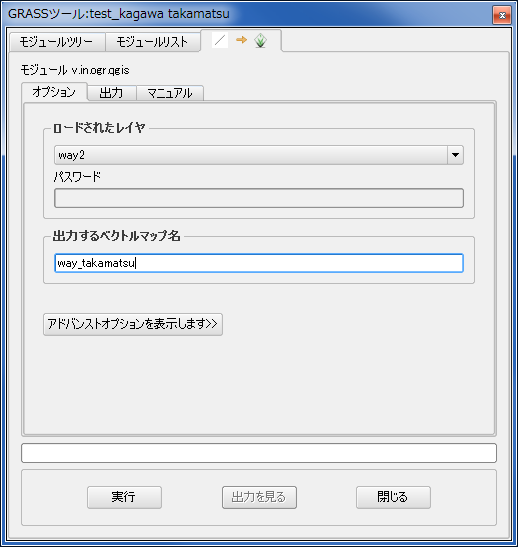 GRASSツール:test_kagawa takamatsu
モジュールツリー モジュールリスト
モジュール v.in.ogr.qgis
オプション 出力 マニュアル
ロードされたレイヤ
way2
パスワード
出力するベクトルマップ名
way_takamatsu
アドバンストオプションを表示します>>
実行 出力を見る 閉じる